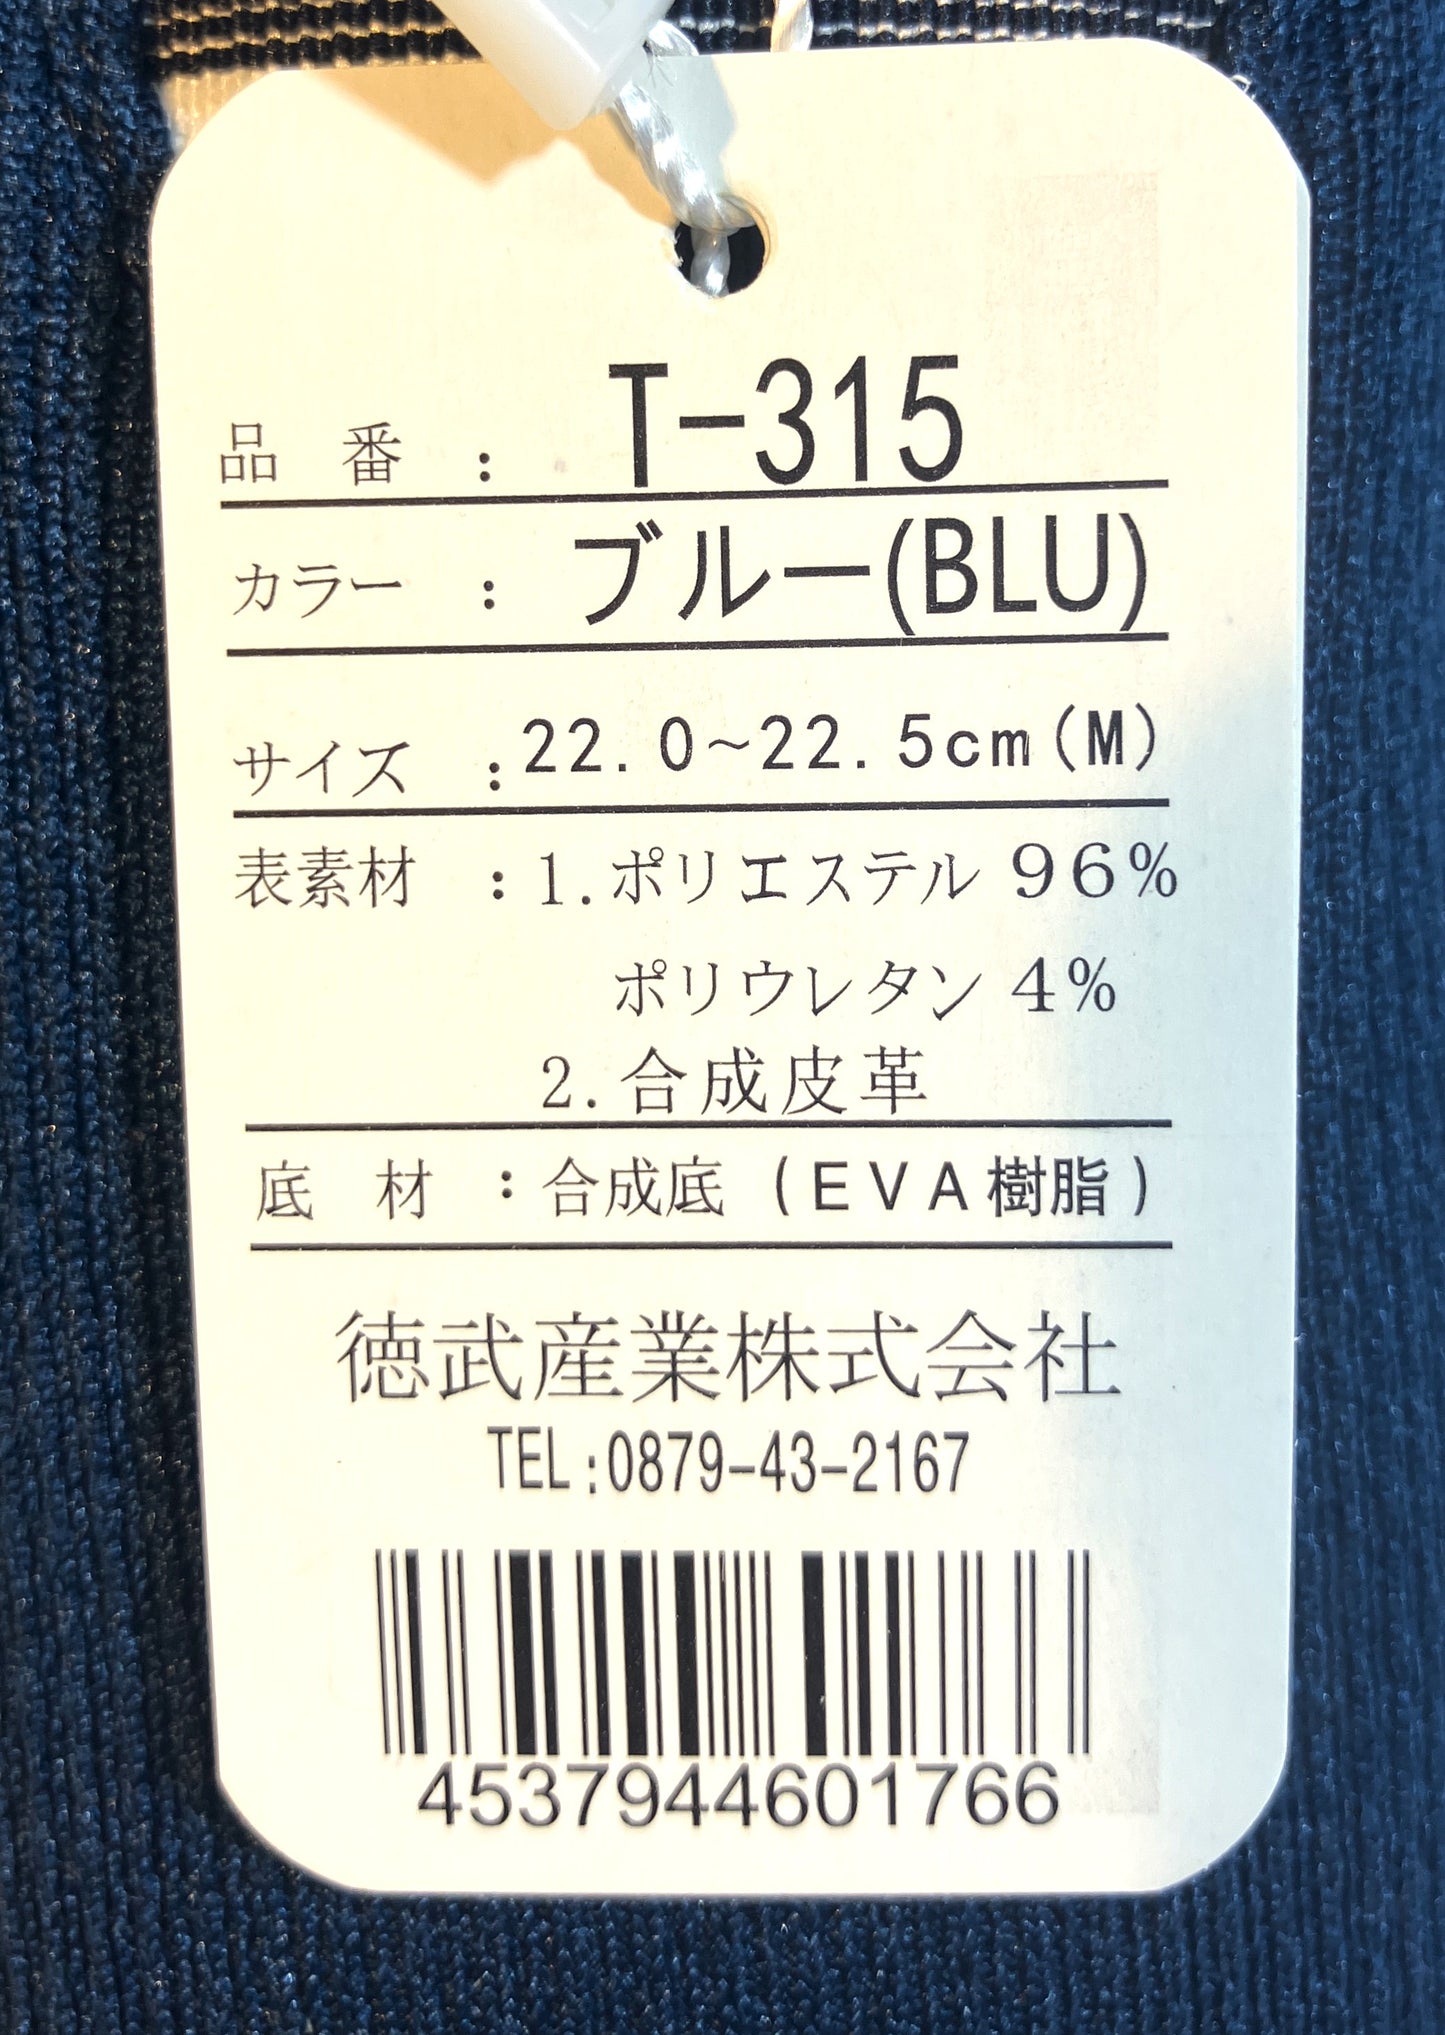 品番 : T-315
カラー : ブルー(BLU)
サイズ : 22.0~22.5cm(M)
表素材 : 1.ポリエステル 96%
ポリウレタン 4%
2.合成皮革
底材 : 合成底(EVA樹脂)
徳武産業株式会社
TEL:0879-43-2167
4537944601766